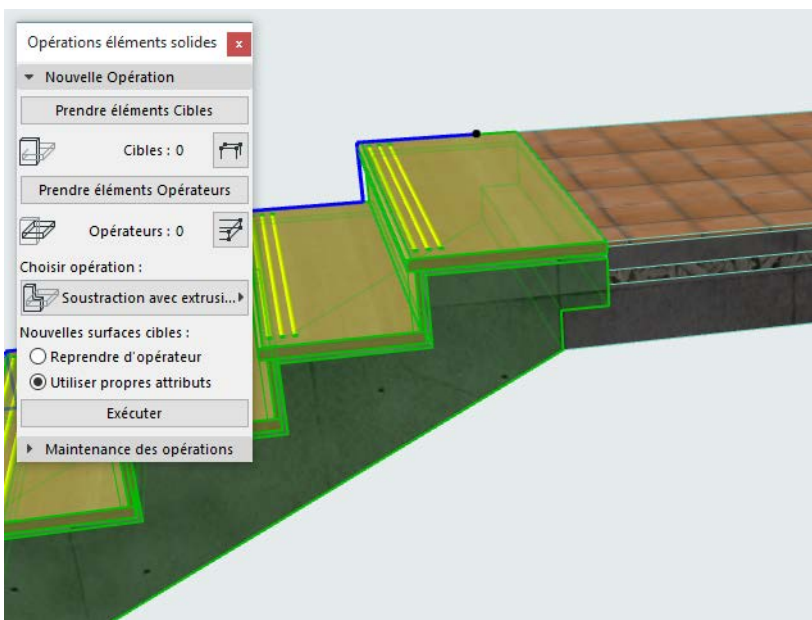 Opérations éléments solides
x
Nouvelle Opération
Prendre éléments Cibles
Cibles : 0
Prendre éléments Opérateurs
Opérateurs : 0
Choisir opération :
Soustraction avec extrusi...
Nouvelles surfaces cibles :
Reprendre d'opérateur
Utiliser propres attributs
Exécuter
Maintenance des opérations